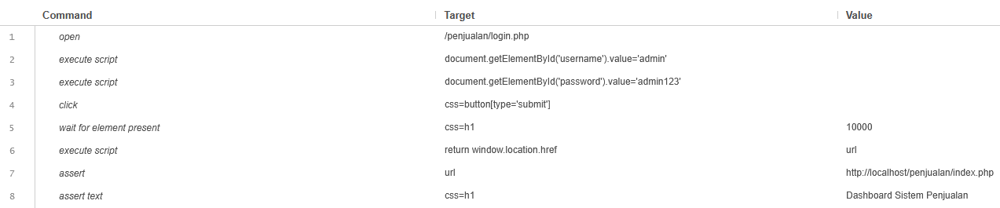 Command Target Value
1 open /penjualan/login.php
2 execute script document.getElementById('username').value='admin'
3 execute script document.getElementById('password').value='admin123'
4 click css=button[type='submit']
5 wait for element present css=h1 10000
6 execute script return window.location.href url
7 assert url http://localhost/penjualan/index.php
8 assert text css=h1 Dashboard Sistem Penjualan